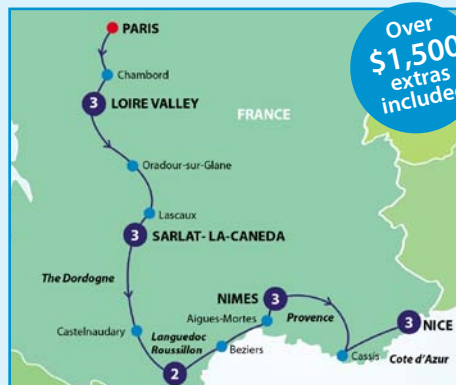 Over
$1,500
extras
included
PARIS
Chambord
3 LOIRE VALLEY
FRANCE
Oradour-sur-Glane
Lascaux
3 SARLAT- LA-CANEDA
The Dordogne
NIMES 3
Aigues-Mortes
Provence
3 NICE
Castelnaudary
Languedoc
Roussillon
Beziers
Cassis
Cote d'Azur
2